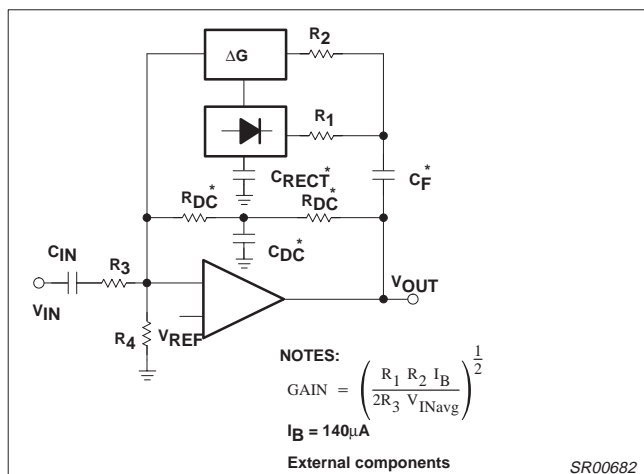 R2
ΔG
R1
CRECT*
CF*
RDC*
RDC*
CDC*
CIN
R3
VOUT
VIN
R4
VREF
NOTES:
GAIN = (R1 R2 IB / 2R3 VINavg)^1/2
IB = 140μA
External components
SR00682